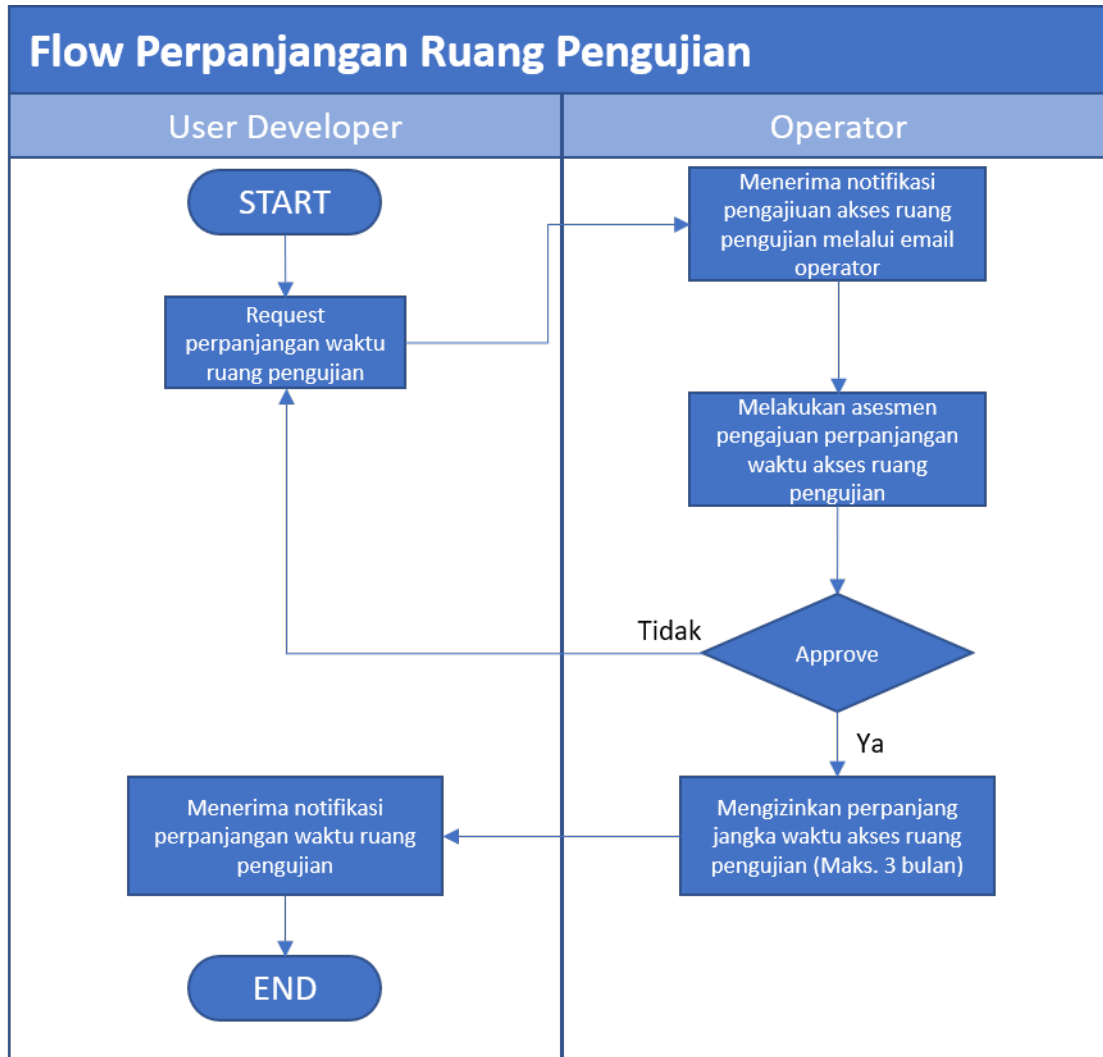 Flow Perpanjangan Ruang Pengujian
User Developer
Operator
START
Menerima notifikasi
pengajiuan akses ruang
pengujian melalui email
operator
Request
perpanjangan waktu
ruang pengujian
Melakukan asesmen
pengajuan perpanjangan
waktu akses ruang
pengujian
Tidak
Approve
Ya
Menerima notifikasi
perpanjangan waktu ruang
pengujian
Mengizinkan perpanjang
jangka waktu akses ruang
pengujian (Maks. 3 bulan)
END